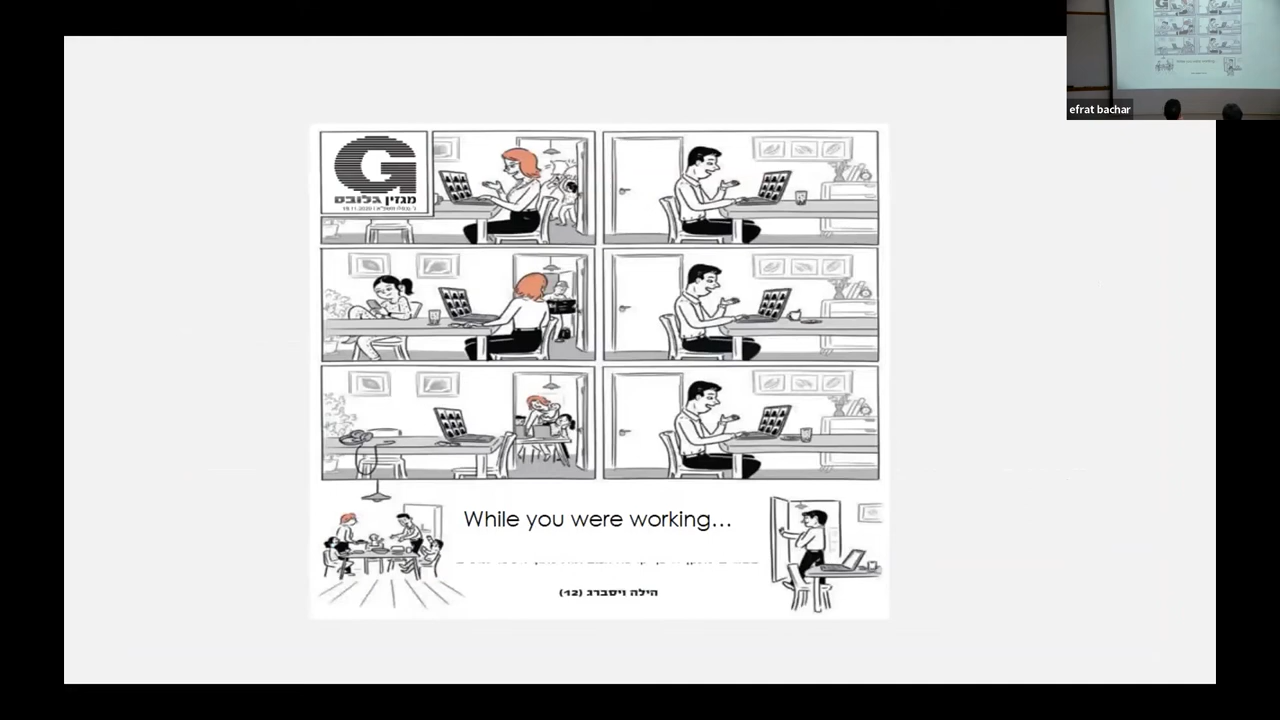 efrat bachar
G
מגזין גלובס
While you were working...
הילה ויסברג (12)